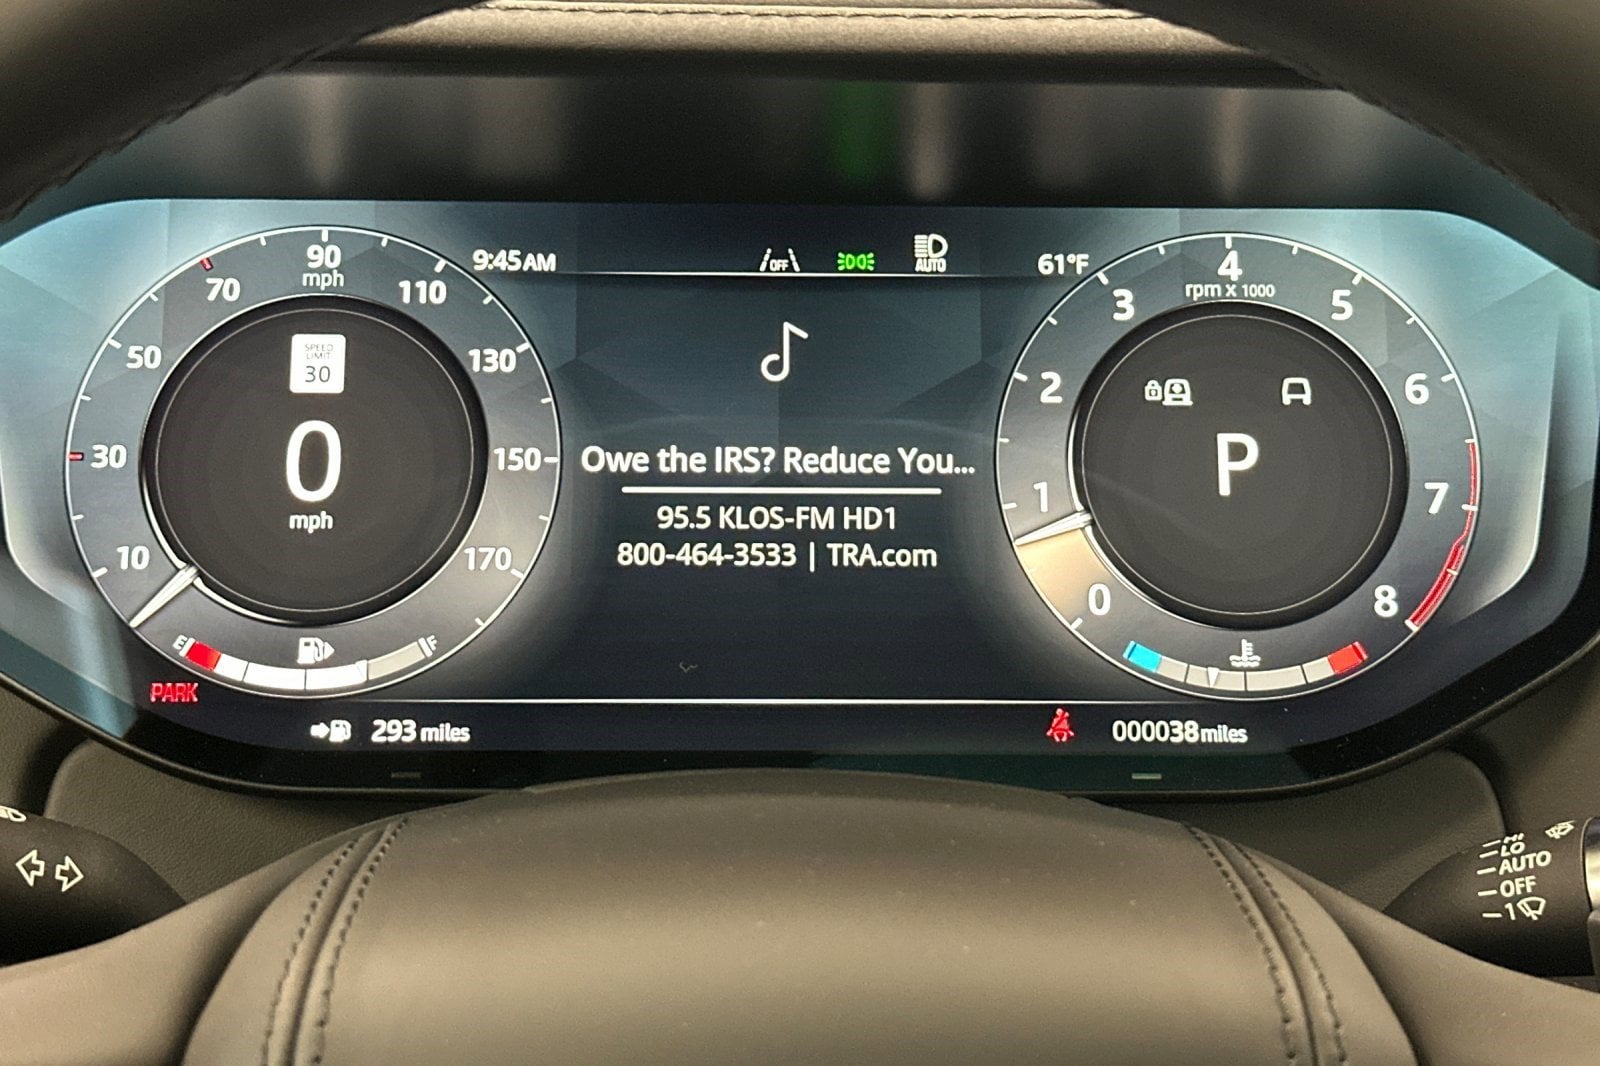 9:45AM
OFF
AUTO
61°F
90
mph
70
110
50
130
30
150
10
170
SPEED
LIMIT
30
0
mph
E
F
PARK
293 miles
Owe the IRS? Reduce You...
95.5 KLOS-FM HD1
800-464-3533 | TRA.com
4
rpm x 1000
3
5
2
6
1
7
0
8
P
000038miles
HI
LO
AUTO
OFF
1